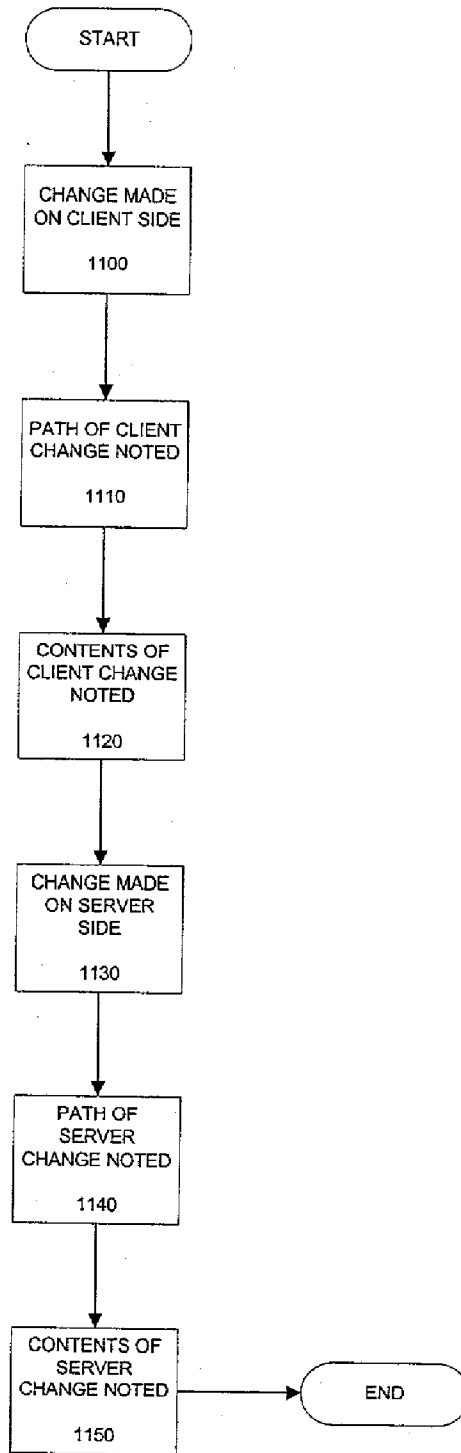 START
CHANGE MADE
ON CLIENT SIDE
1100
PATH OF CLIENT
CHANGE NOTED
1110
CONTENTS OF
CLIENT CHANGE
NOTED
1120
CHANGE MADE
ON SERVER
SIDE
1130
PATH OF
SERVER
CHANGE NOTED
1140
CONTENTS OF
SERVER
CHANGE NOTED
1150
END